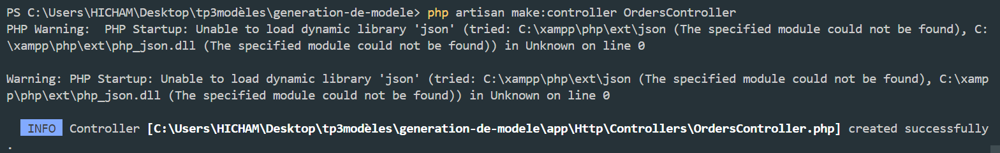 PS C:\Users\HICHAM\Desktop\tp3modèles\generation-de-modele> php artisan make:controller OrdersController
PHP Warning:  PHP Startup: Unable to load dynamic library 'json' (tried: C:\xampp\php\ext\json (The specified module could not be found), C:
\xampp\php\ext\php_json.dll (The specified module could not be found)) in Unknown on line 0
Warning: PHP Startup: Unable to load dynamic library 'json' (tried: C:\xampp\php\ext\json (The specified module could not be found), C:\xamp
p\php\ext\php_json.dll (The specified module could not be found)) in Unknown on line 0
INFO  Controller [C:\Users\HICHAM\Desktop\tp3modèles\generation-de-modele\app\Http\Controllers\OrdersController.php] created successfully
.